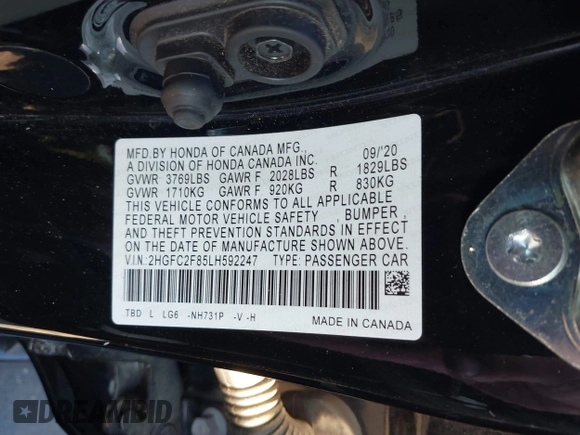 MFD.BY HONDA OF CANADA MFG., 09/'20
A DIVISION OF HONDA CANADA INC.
GVWR 3769LBS GAWR F 2028LBS R 1829LBS
GVWR 1710KG GAWR F 920KG R 830KG
THIS VEHICLE CONFORMS TO ALL APPLICABLE
FEDERAL MOTOR VEHICLE SAFETY , BUMPER ,
AND THEFT PREVENTION STANDARDS IN EFFECT
ON THE DATE OF MANUFACTURE SHOWN ABOVE.
V.I.N.:2HGFC2F85LH592247 TYPE: PASSENGER CAR
TBD L LG6 -NH731P -V -H
MADE IN CANADA
DREAMBID